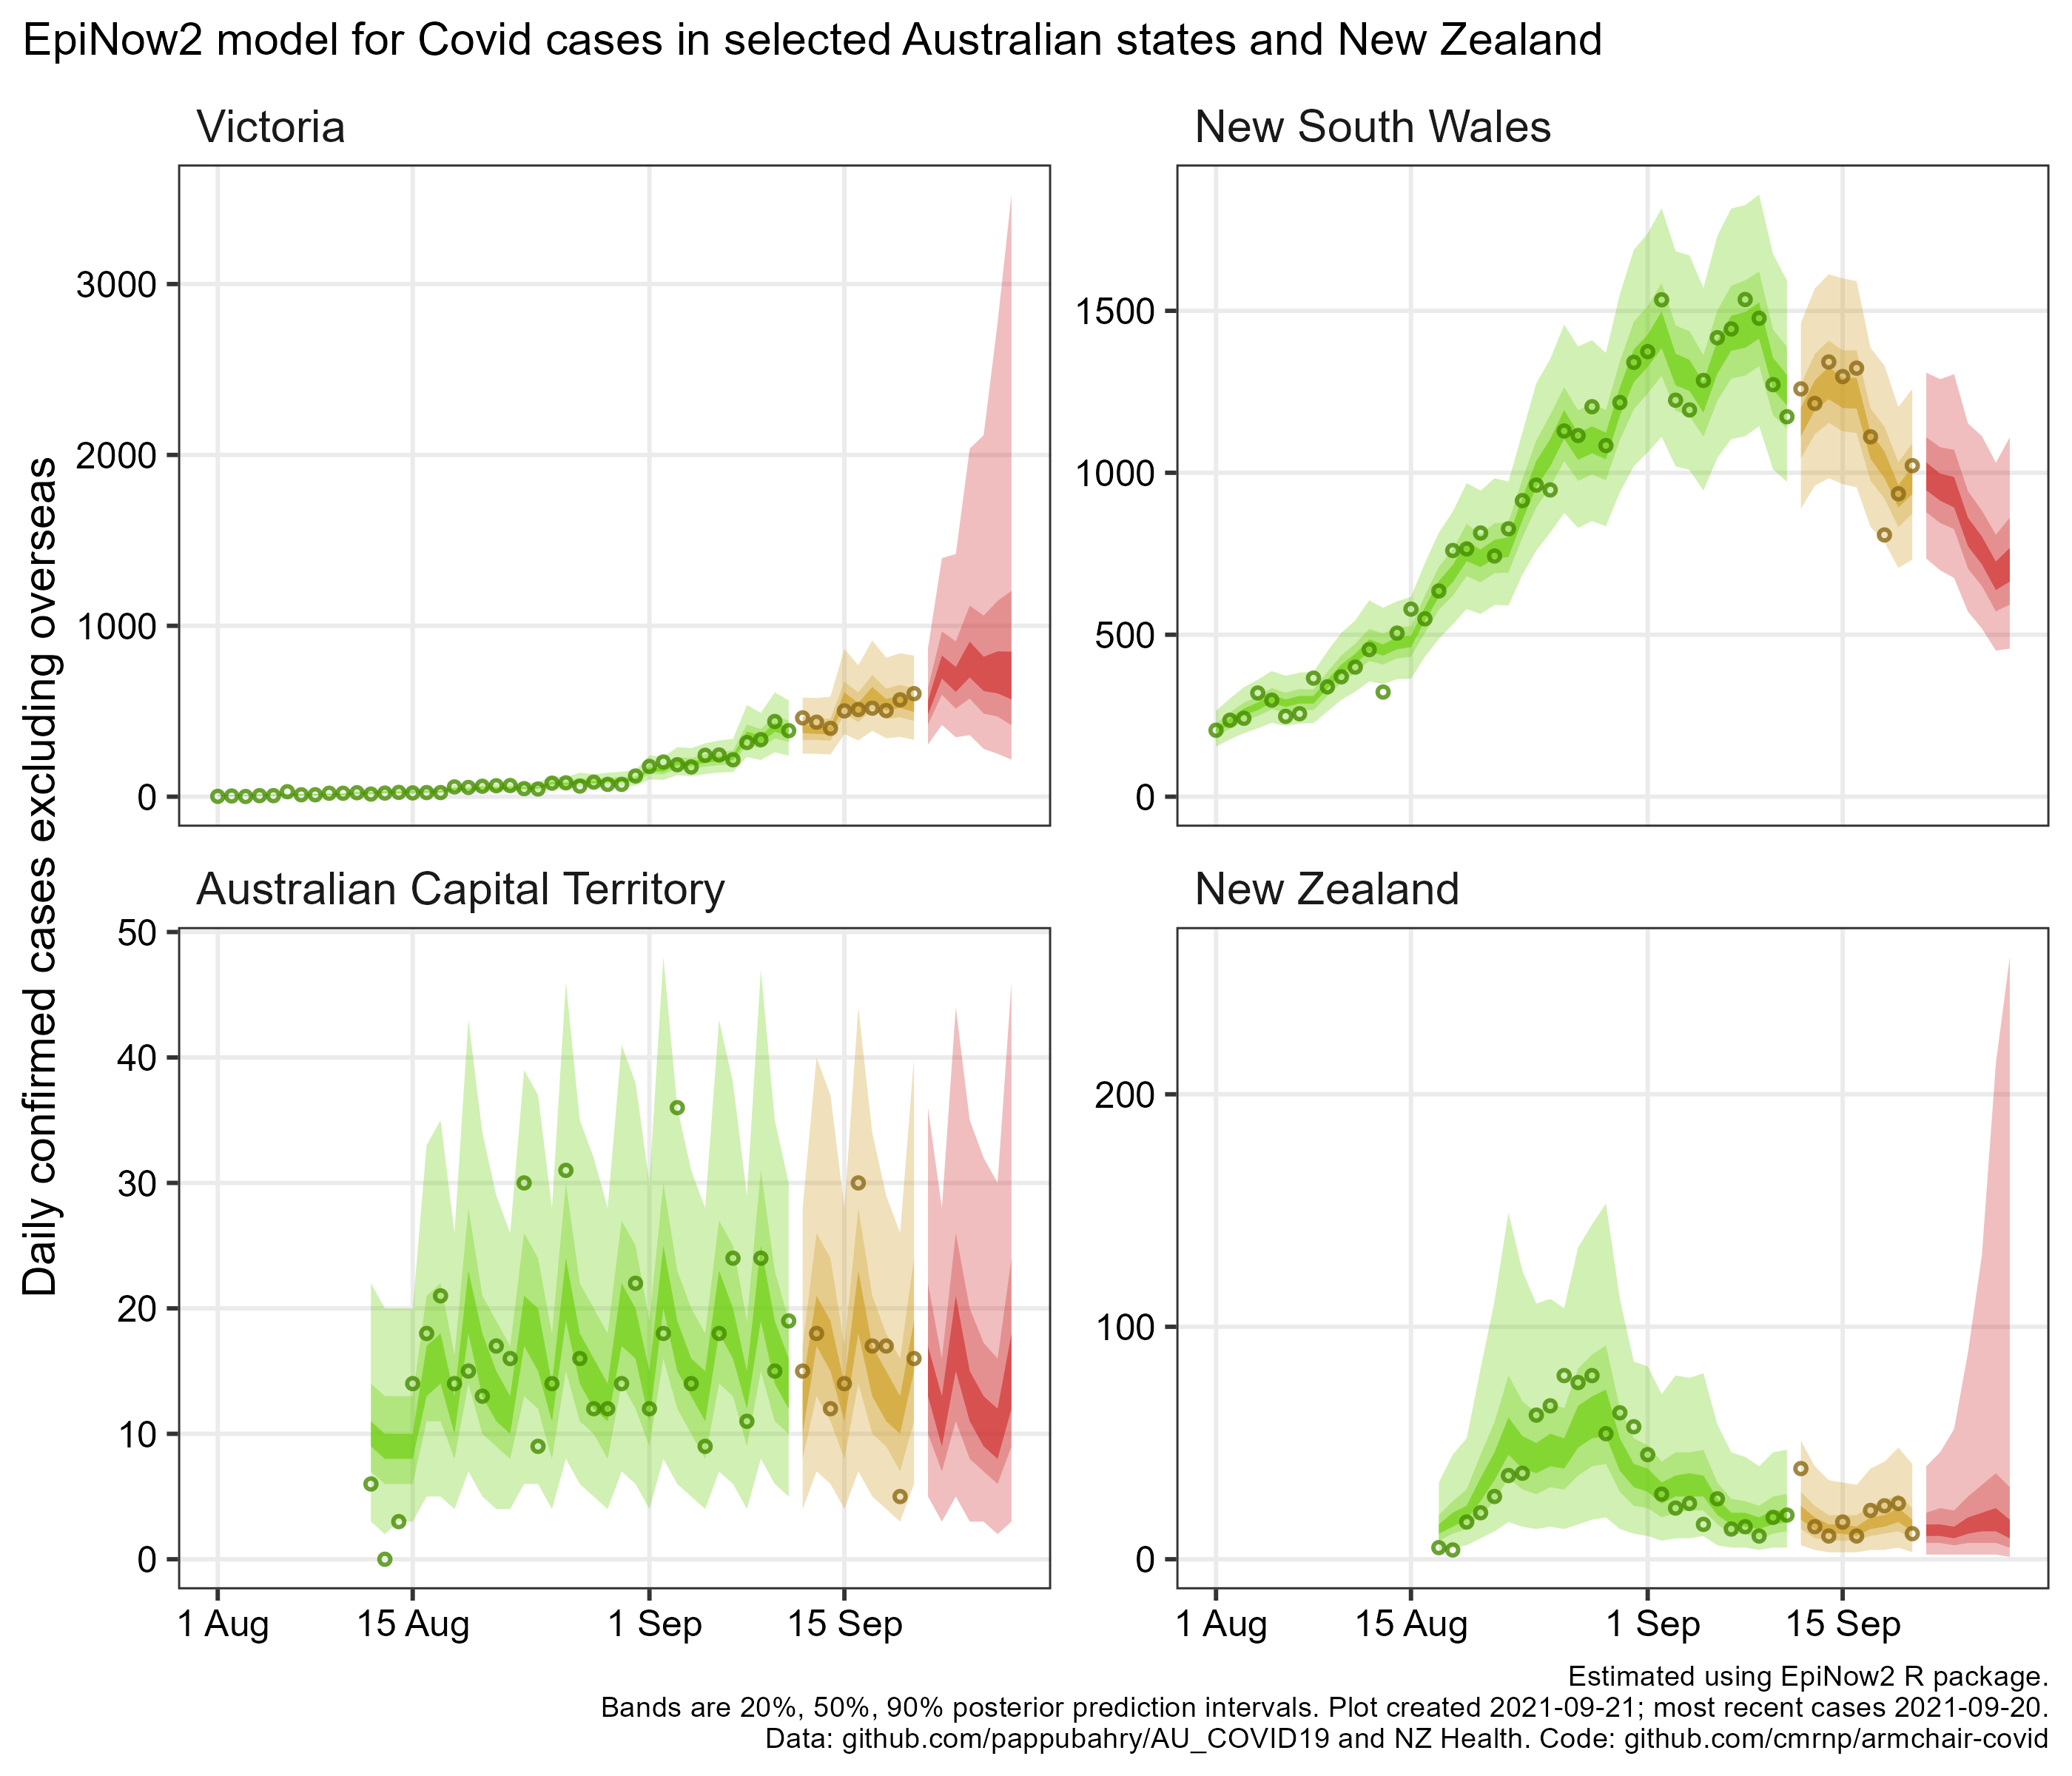 EpiNow2 model for Covid cases in selected Australian states and New Zealand
Daily confirmed cases excluding overseas
Victoria
3000
2000
1000
0
New South Wales
1500
1000
500
0
Australian Capital Territory
50
40
30
20
10
0
1 Aug 15 Aug 1 Sep 15 Sep
New Zealand
200
100
0
1 Aug 15 Aug 1 Sep 15 Sep
Estimated using EpiNow2 R package.
Bands are 20%, 50%, 90% posterior prediction intervals. Plot created 2021-09-21; most recent cases 2021-09-20.
Data: github.com/pappubahry/AU_COVID19 and NZ Health. Code: github.com/cmrnp/armchair-covid